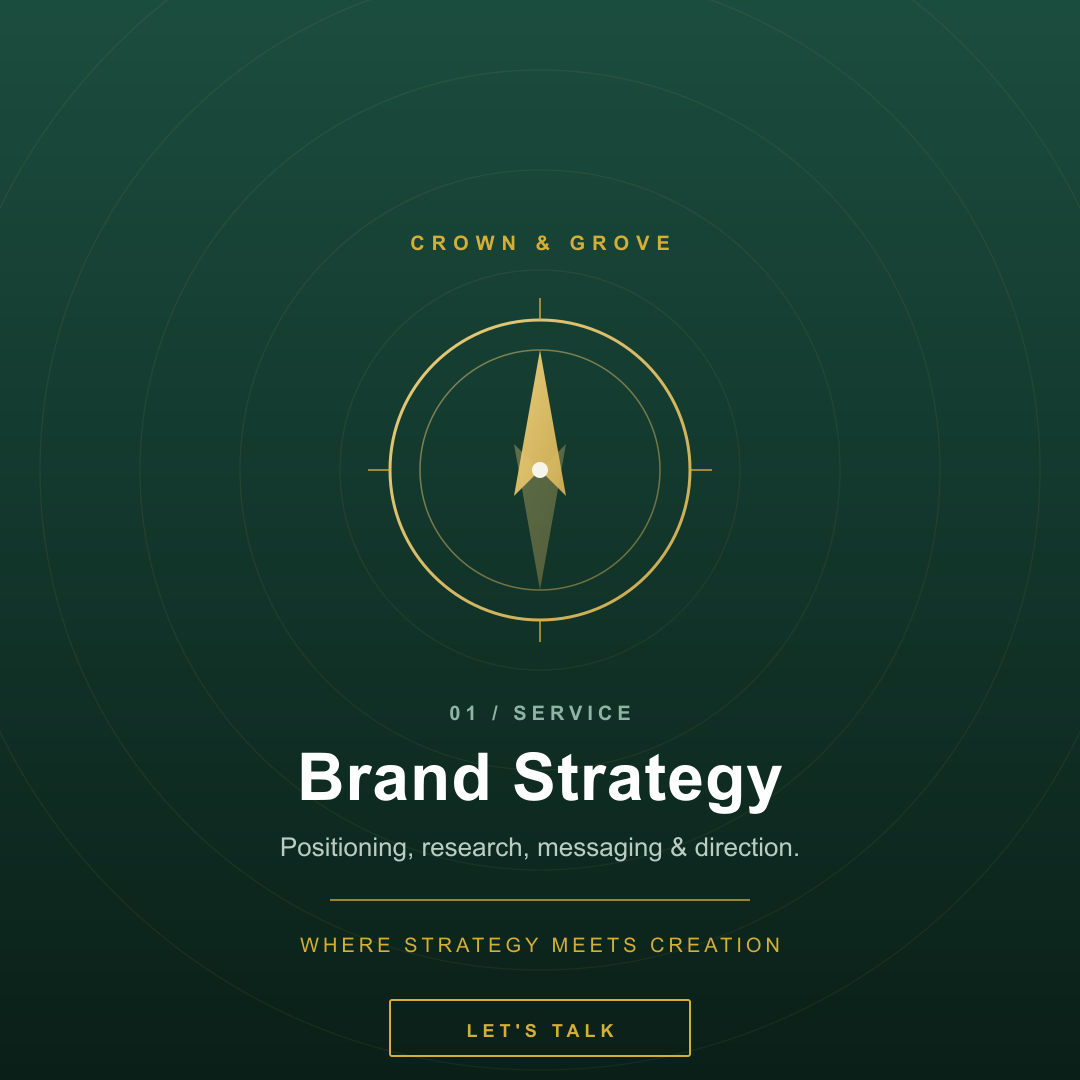 CROWN & GROVE
01 / SERVICE
Brand Strategy
Positioning, research, messaging & direction.
WHERE STRATEGY MEETS CREATION
LET'S TALK